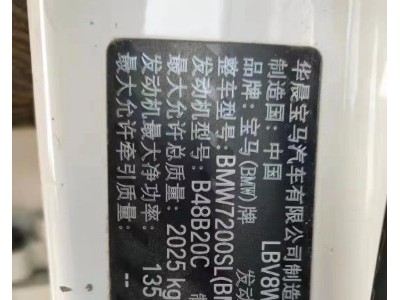 华晨宝马汽车有限公司制造
制造国: 中国 LBV8W
品牌: 宝马(BMW)牌 发动
整车型号: BMW7200SL(B
发动机型号: B48B20C
最大允许总质量: 2025 kg
发动机最大净功率: 135
最大允许牵引质量: --